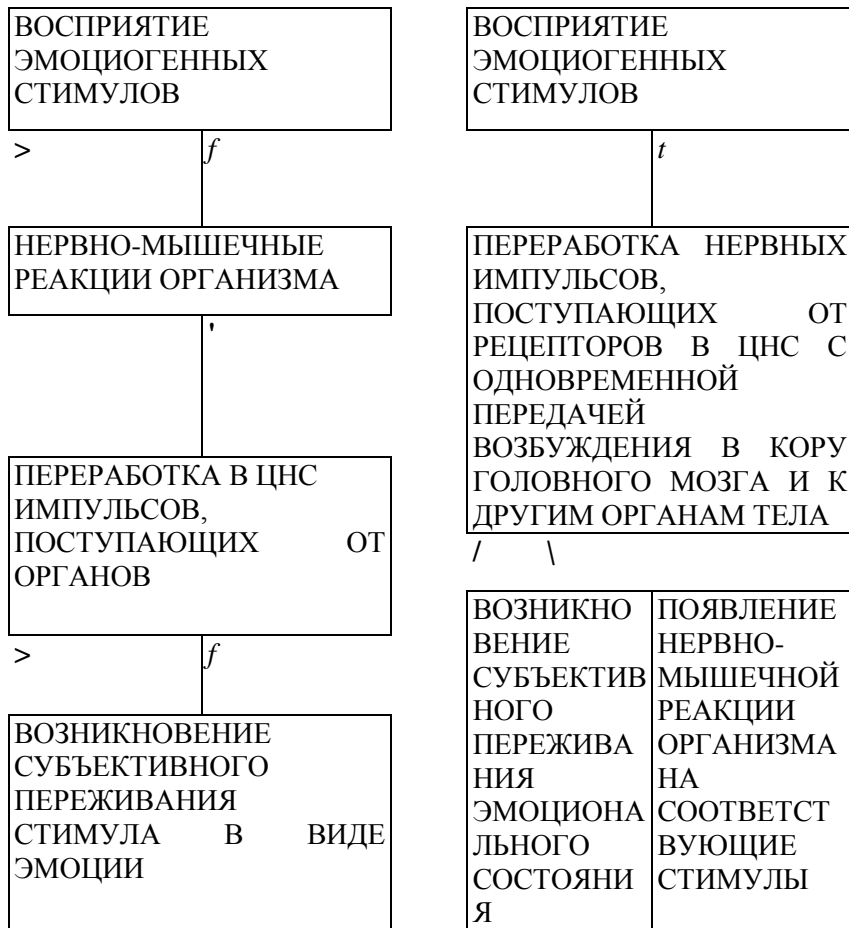 ВОСПРИЯТИЕ
ЭМОЦИОГЕННЫХ
СТИМУЛОВ
> f
НЕРВНО-МЫШЕЧНЫЕ
РЕАКЦИИ ОРГАНИЗМА
'
ПЕРЕРАБОТКА В ЦНС
ИМПУЛЬСОВ,
ПОСТУПАЮЩИХ ОТ
ОРГАНОВ
> f
ВОЗНИКНОВЕНИЕ
СУБЪЕКТИВНОГО
ПЕРЕЖИВАНИЯ
СТИМУЛА В ВИДЕ
ЭМОЦИИ
ВОСПРИЯТИЕ
ЭМОЦИОГЕННЫХ
СТИМУЛОВ
t
ПЕРЕРАБОТКА НЕРВНЫХ
ИМПУЛЬСОВ,
ПОСТУПАЮЩИХ ОТ
РЕЦЕПТОРОВ В ЦНС С
ОДНОВРЕМЕННОЙ
ПЕРЕДАЧЕЙ
ВОЗБУЖДЕНИЯ В КОРУ
ГОЛОВНОГО МОЗГА И К
ДРУГИМ ОРГАНАМ ТЕЛА
/ \
ВОЗНИКНО
ВЕНИЕ
СУБЪЕКТИВ
НОГО
ПЕРЕЖИВА
НИЯ
ЭМОЦИОНА
ЛЬНОГО
СОСТОЯНИ
Я
ПОЯВЛЕНИЕ
НЕРВНО-
МЫШЕЧНОЙ
РЕАКЦИИ
ОРГАНИЗМА
НА
СООТВЕТСТ
ВУЮЩИЕ
СТИМУЛЫ